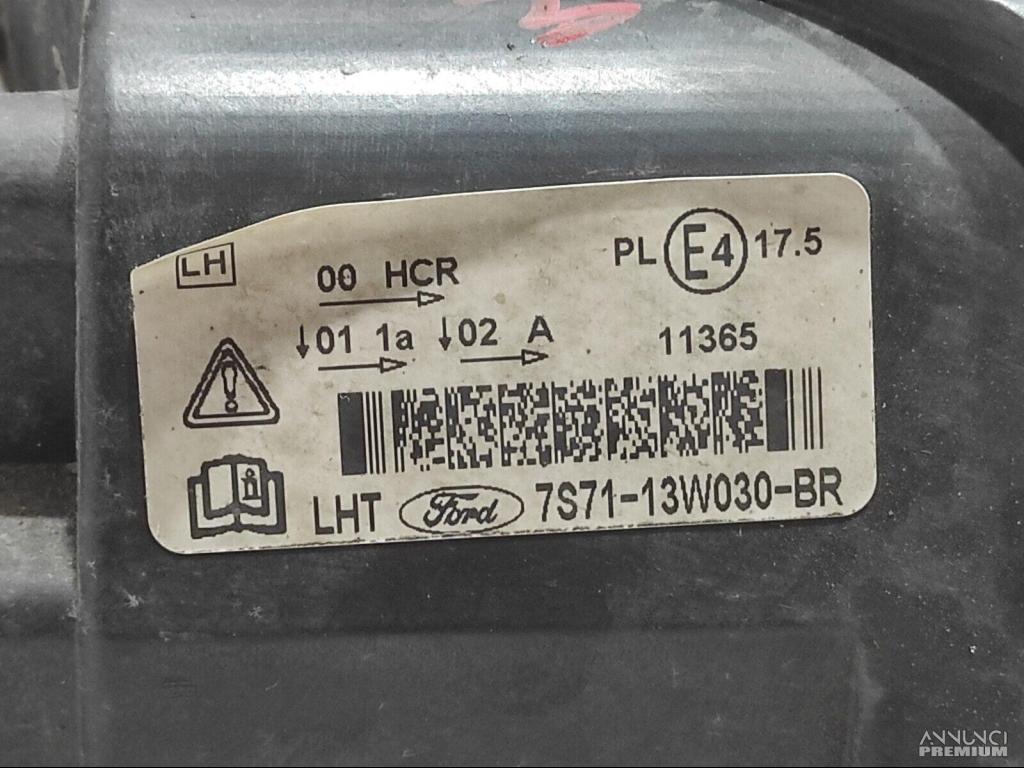 LH
00 HCR
PL E4 17.5
↓01 1a ↓02 A
11365
LHT Ford 7S71-13W030-BR
ANNUNCI
PREMIUM